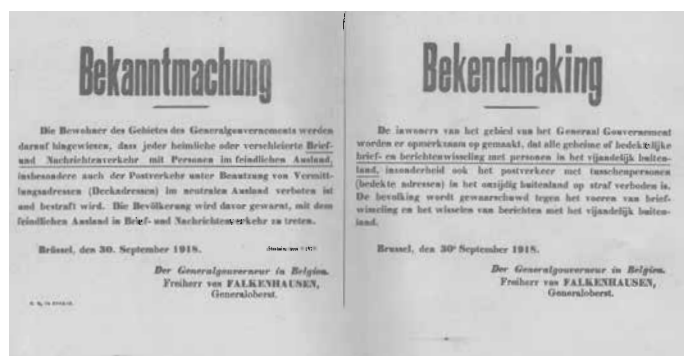 Bekanntmachung
Die Bewohner des Gebietes des Generalgouvernements werden
darauf hingewiesen, dass jeder heimliche oder verschleierte Brief-
und Nachrichtenverkehr mit Personen im feindlichen Ausland,
insbesondere auch der Postverkehr unter Benutzung von Vermitt-
lungsadressen (Deckadressen) im neutralen Ausland verboten ist
und bestraft wird. Die Bevölkerung wird davor gewarnt, mit dem
feindlichen Ausland in Brief- und Nachrichtenverkehr zu treten.
Brüssel, den 30. September 1918.
Der Generalgouverneur in Belgien.
Freiherr von FALKENHAUSEN,
Generaloberst.
Bekendmaking
De inwoners van het gebied van het Generaal Gouvernement
worden er opmerkzaam op gemaakt, dat alle geheime of bedektelijke
brief- en berichtenwisseling met personen in het vijandelijk buiten-
land, inzonderheid ook het postverkeer met tusschenpersonen
(bedekte adressen) in het onzijdig buitenland op straf verboden is.
De bevolking wordt gewaarschuwd tegen het voeren van brief-
wisseling en het wisselen van berichten met het vijandelijk buiten-
land.
Brussel, den 30ⁿ September 1918.
Der Generalgouverneur in Belgien.
Freiherr von FALKENHAUSEN,
Generaloberst.